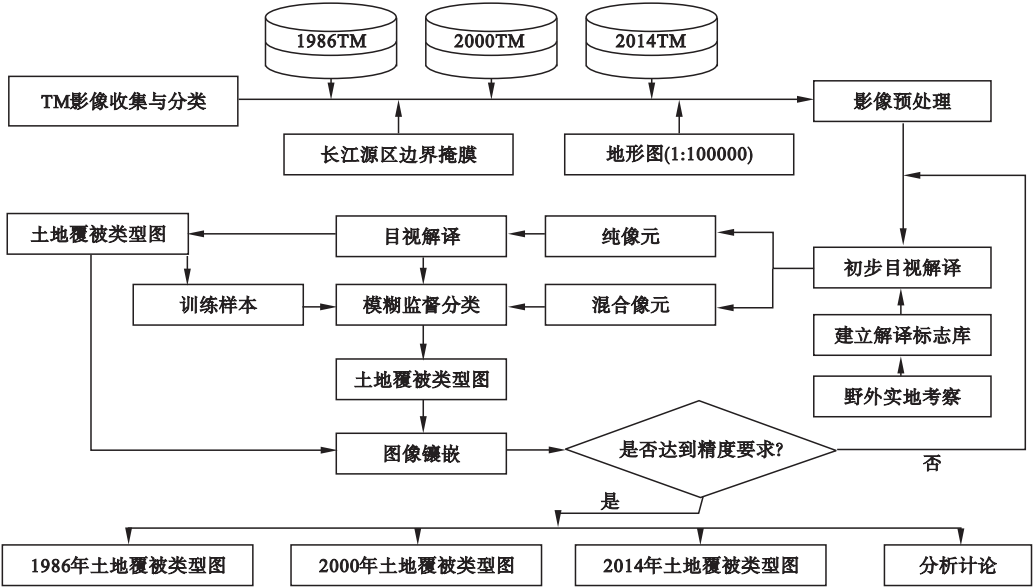 1986TM
2000TM
2014TM
TM影像收集与分类
影像预处理
长江源区边界掩膜
地形图(1:100000)
土地覆被类型图
目视解译
纯像元
初步目视解译
训练样本
模糊监督分类
混合像元
建立解译标志库
土地覆被类型图
野外实地考察
图像镶嵌
是否达到精度要求?
否
是
1986年土地覆被类型图
2000年土地覆被类型图
2014年土地覆被类型图
分析计论